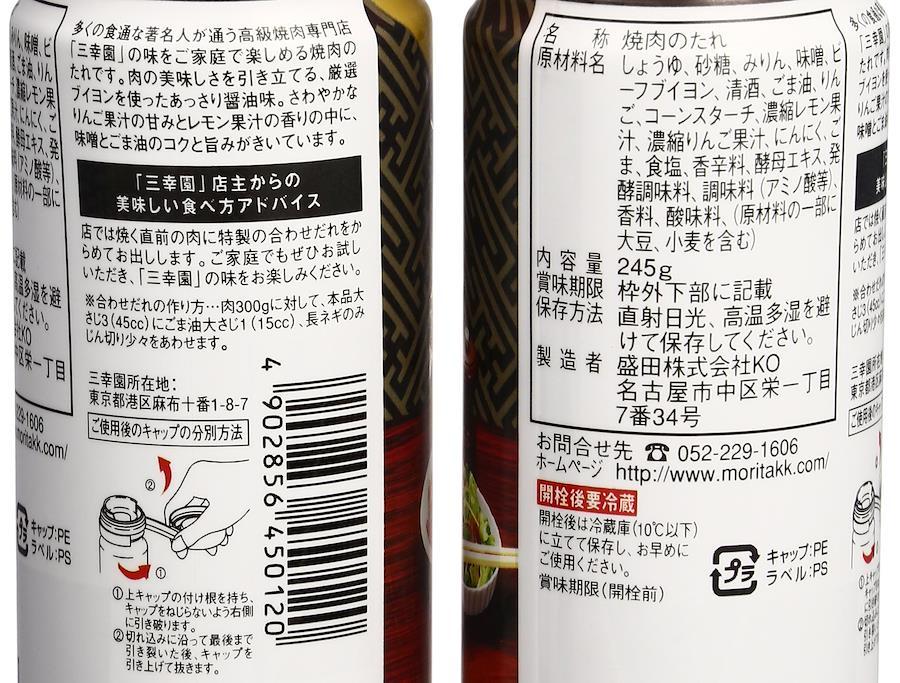 多くの食通な著名人が通う高級焼肉専門店
「三幸園」の味をご家庭で楽しめる焼肉の
たれです。肉の美味しさを引き立てる、厳選
ブイヨンを使ったあっさり醤油味。さわやかな
りんご果汁の甘みとレモン果汁の香りの中に、
味噌とごま油のコクと旨みがきいています。
「三幸園」店主からの
美味しい食べ方アドバイス
店では焼く直前の肉に特製の合わせだれをか
らめてお出しします。ご家庭でもぜひお試し
いただき、「三幸園」の味をお楽しみください。
※合わせだれの作り方…肉300gに対して、本品大
さじ3(45cc)にごま油大さじ1(15cc)、長ネギのみ
じん切り少々をあわせます。
三幸園所在地:
東京都港区麻布十番1-8-7
ご使用後のキャップの分別方法
②
①
①上キャップの付け根を持ち、
キャップをねじらないよう右側
に引き破ります。
②切れ込みに沿って最後まで
引き裂いた後、キャップを
引き上げて抜きます。
4 902856 450120
229-1606
moritakk.com/
プラ
キャップ:PE
ラベル:PS
名称 焼肉のたれ
原材料名 しょうゆ、砂糖、みりん、味噌、ビ
ーフブイヨン、清酒、ごま油、りん
ご、コーンスターチ、濃縮レモン果
汁、濃縮りんご果汁、にんにく、ご
ま、食塩、香辛料、酵母エキス、発
酵調味料、調味料(アミノ酸等)、
香料、酸味料、(原材料の一部に
大豆、小麦を含む)
内容量 245g
賞味期限 枠外下部に記載
保存方法 直射日光、高温多湿を避
けて保存してください。
製造者 盛田株式会社KO
名古屋市中区栄一丁目
7番34号
お問合せ先 ☎ 052-229-1606
ホームページ http://www.moritakk.com/
開栓後要冷蔵
開栓後は冷蔵庫(10℃以下)
に立てて保存し、お早めに
ご使用ください。
賞味期限(開栓前)
プラ
キャップ:PE
ラベル:PS